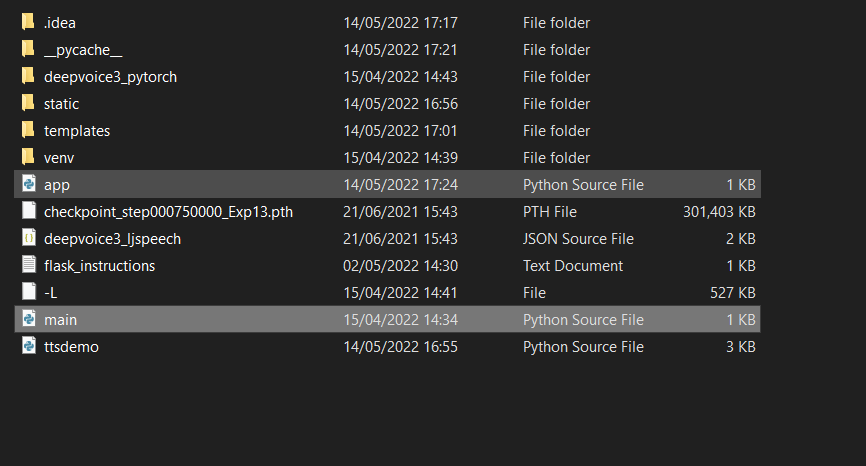 .idea 14/05/2022 17:17 File folder
__pycache__ 14/05/2022 17:21 File folder
deepvoice3_pytorch 15/04/2022 14:43 File folder
static 14/05/2022 16:56 File folder
templates 14/05/2022 17:01 File folder
venv 15/04/2022 14:39 File folder
app 14/05/2022 17:24 Python Source File 1 KB
checkpoint_step000750000_Exp13.pth 21/06/2021 15:43 PTH File 301,403 KB
deepvoice3_ljspeech 21/06/2021 15:43 JSON Source File 2 KB
flask_instructions 02/05/2022 14:30 Text Document 1 KB
-L 15/04/2022 14:41 File 527 KB
main 15/04/2022 14:34 Python Source File 1 KB
ttsdemo 14/05/2022 16:55 Python Source File 3 KB